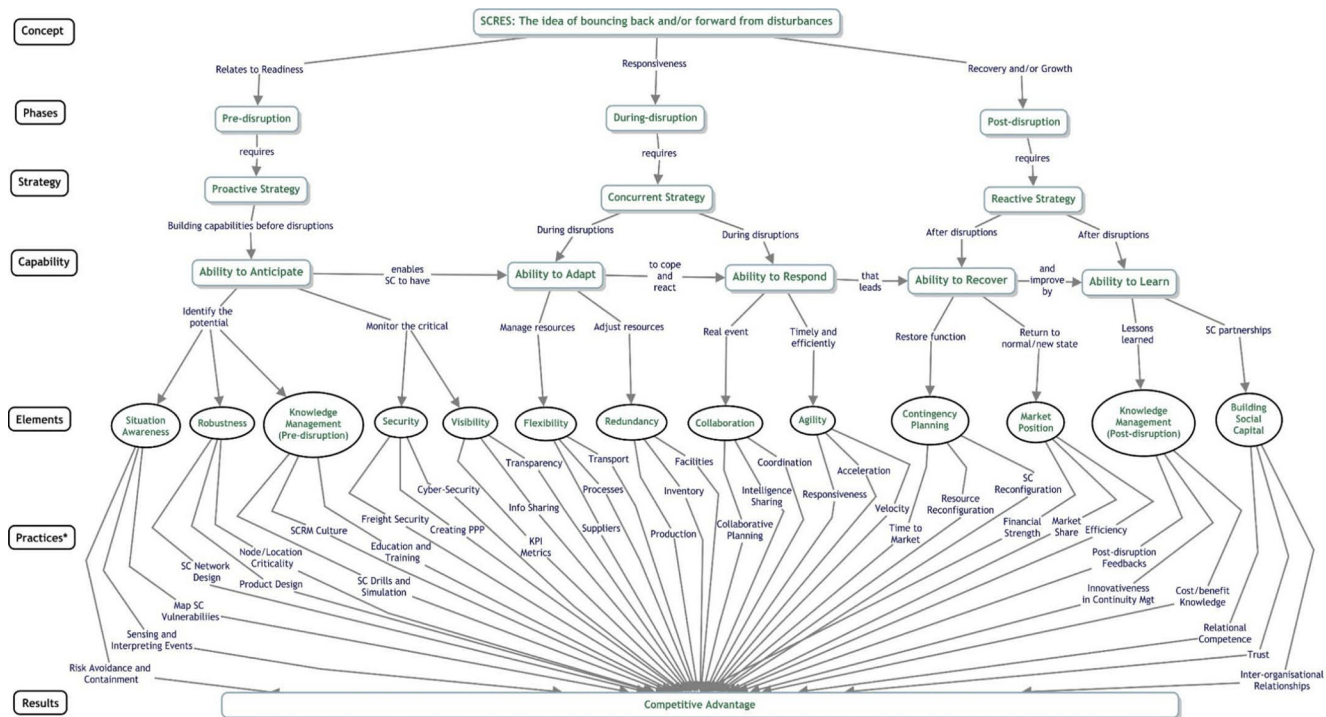 Concept
SCRES: The idea of bouncing back and/or forward from disturbances
Relates to Readiness
Responsiveness
Recovery and/or Growth
Phases
Pre-disruption
During-disruption
Post-disruption
requires
requires
requires
Strategy
Proactive Strategy
Concurrent Strategy
Reactive Strategy
Building capabilities before disruptions
During disruptions
During disruptions
After disruptions
After disruptions
Capability
Ability to Anticipate
enables
SC to have
Ability to Adapt
to cope
and
react
Ability to Respond
that
leads
Ability to Recover
and
improve
by
Ability to Learn
Identify the
potential
Monitor the critical
Manage resources
Adjust resources
Real event
Timely and
efficiently
Restore function
Return to
normal/new state
Lessons
learned
SC partnerships
Elements
Situation
Awareness
Robustness
Knowledge
Management
(Pre-disruption)
Security
Visibility
Flexibility
Redundancy
Collaboration
Agility
Contingency
Planning
Market
Position
Knowledge
Management
(Post-disruption)
Building
Social
Capital
Practices*
Risk Avoidance and
Containment
Sensing and
Interpreting Events
Map SC
Vulnerabilities
SC Network
Design
Node/Location
Criticality
Product Design
SCRM Culture
Education and
Training
SC Drills and
Simulation
Freight Security
Cyber-Security
Creating PPP
KPI
Metrics
Info Sharing
Transparency
Suppliers
Processes
Transport
Production
Inventory
Facilities
Collaborative
Planning
Intelligence
Sharing
Coordination
Responsiveness
Acceleration
Velocity
Time to
Market
Resource
Reconfiguration
SC
Reconfiguration
Financial
Strength
Market
Share
Efficiency
Post-disruption
Feedbacks
Innovativeness
in Continuity Mgt
Cost/benefit
Knowledge
Relational
Competence
Trust
Inter-organisational
Relationships
Results
Competitive Advantage